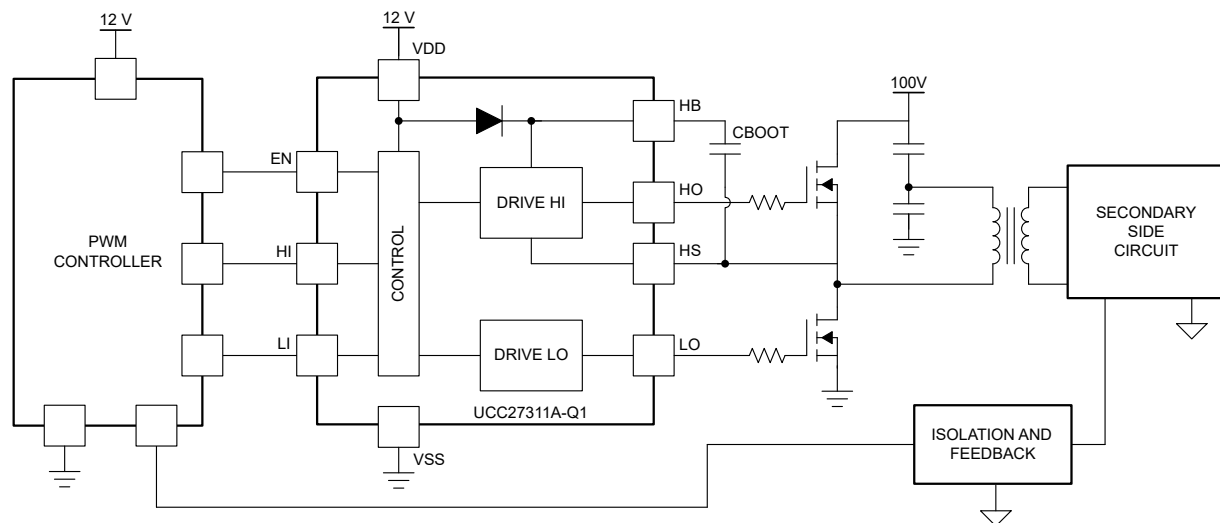 12 V
12 V
VDD
100V
HB
CBOOT
EN
HO
DRIVE HI
PWM
CONTROLLER
HI
CONTROL
HS
SECONDARY
SIDE
CIRCUIT
LI
DRIVE LO
LO
UCC27311A-Q1
VSS
ISOLATION AND
FEEDBACK